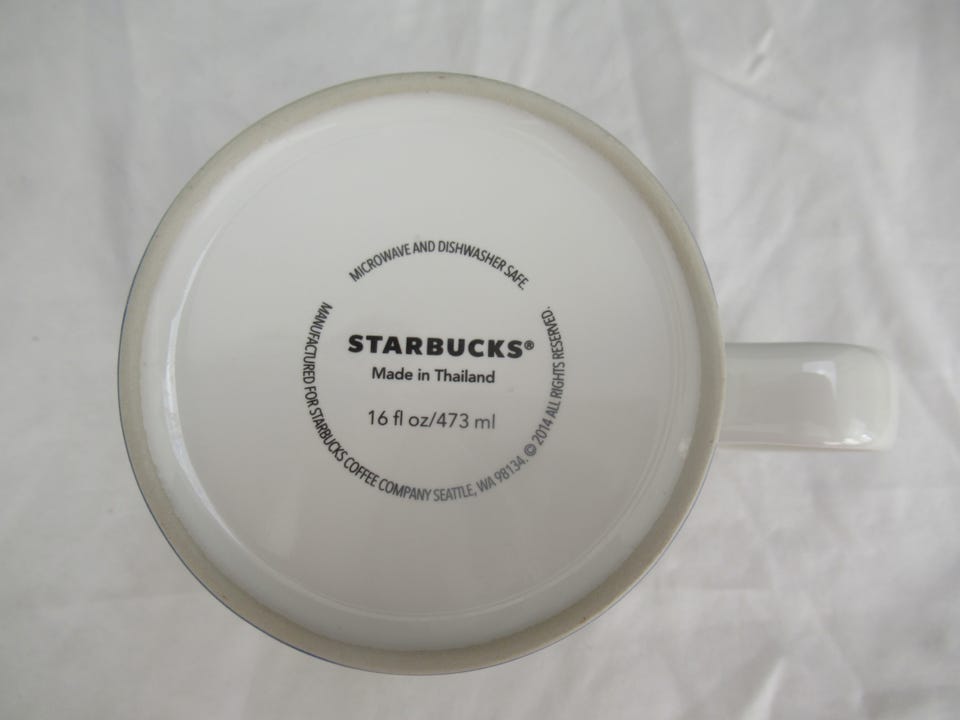 MICROWAVE AND DISHWASHER SAFE.
STARBUCKS®
Made in Thailand
16 fl oz/473 ml
MANUFACTURED FOR STARBUCKS COFFEE COMPANY SEATTLE, WA 98134. © 2014 ALL RIGHTS RESERVED.